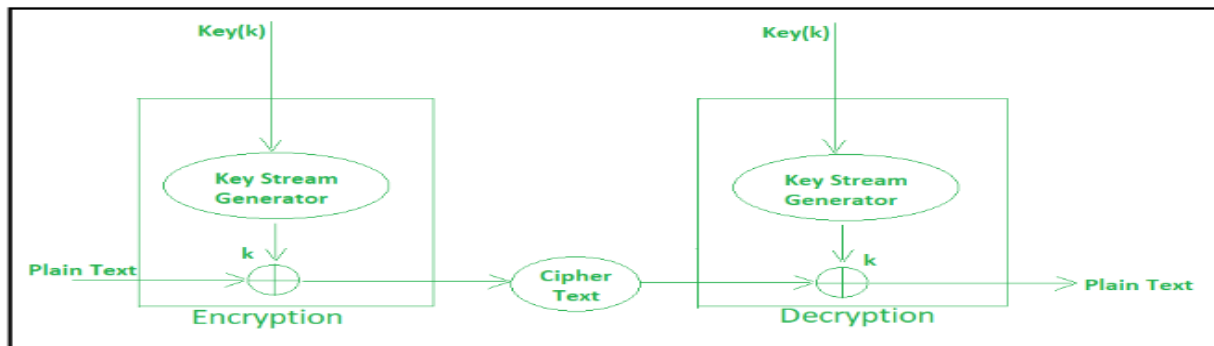 Key(k)
Key(k)
Key Stream
Generator
Key Stream
Generator
k
k
Plain Text
Cipher
Text
Plain Text
Encryption
Decryption